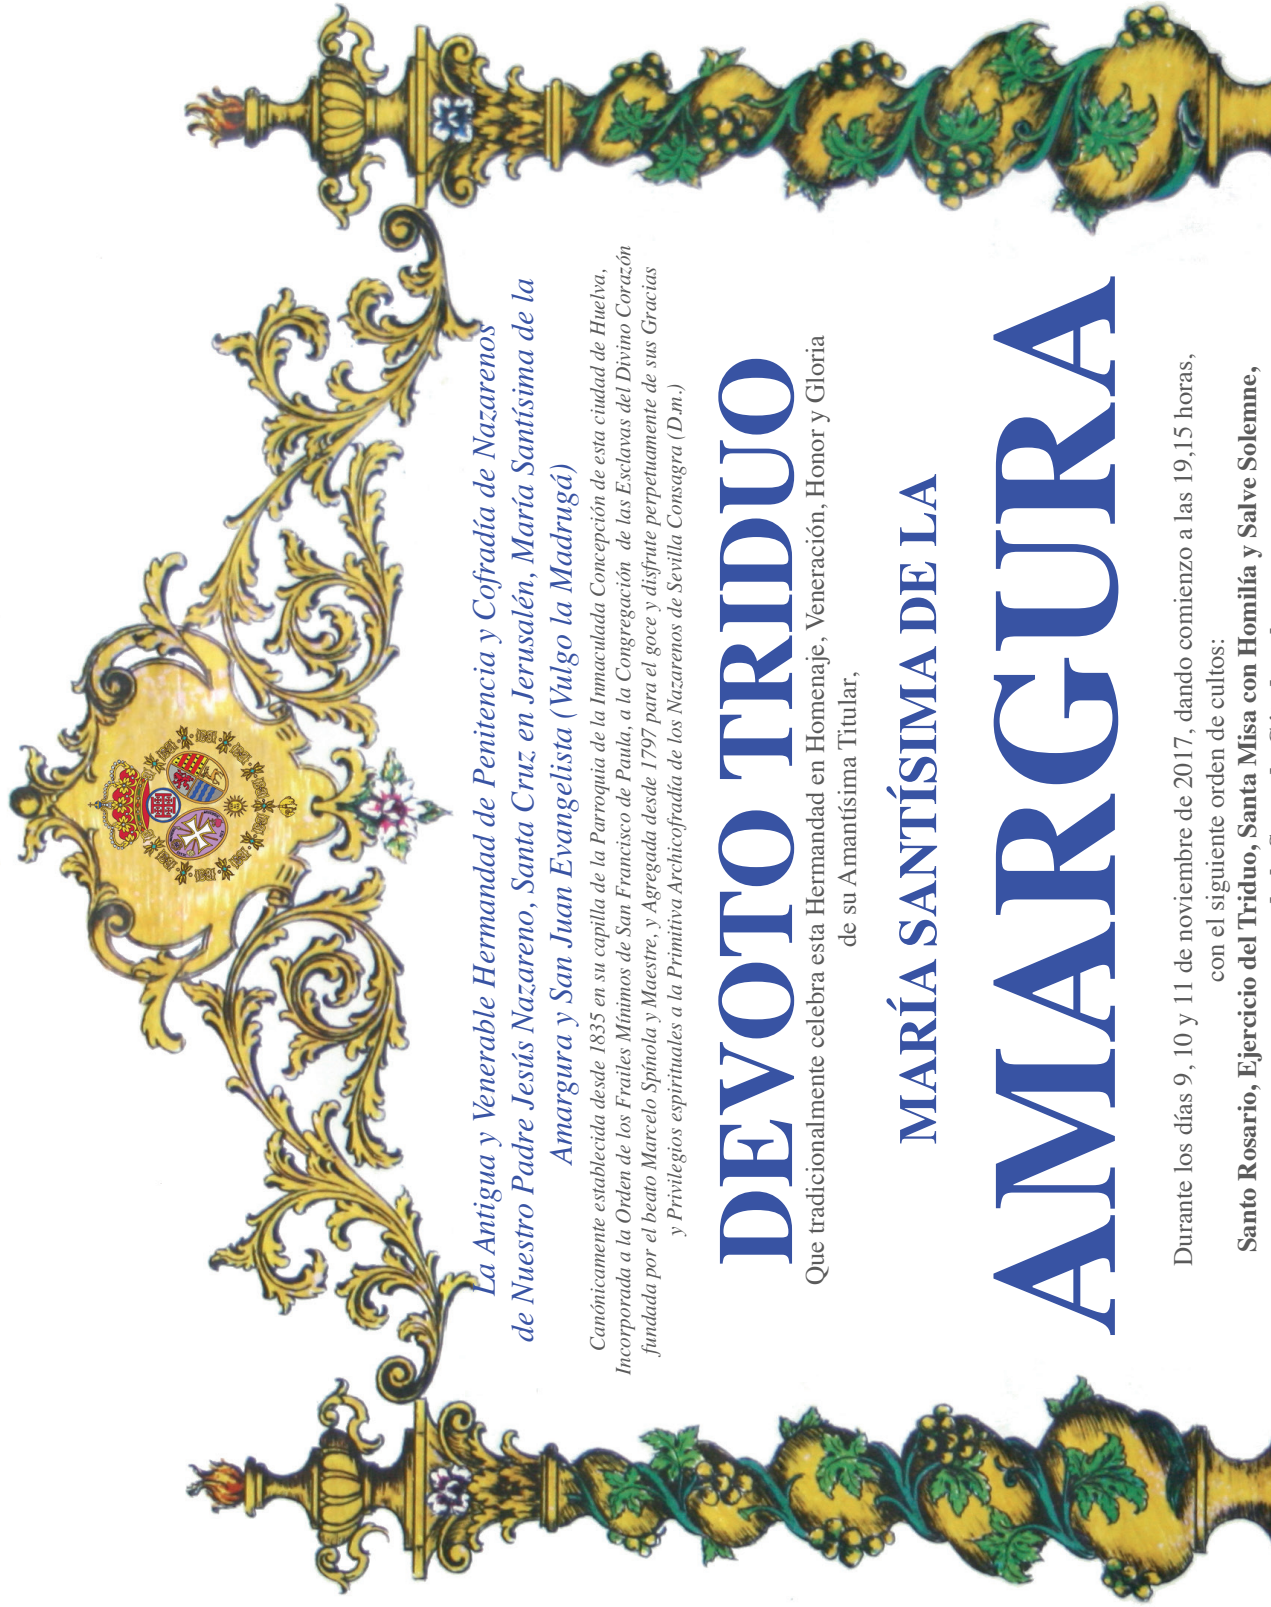 La Antigua y Venerable Hermandad de Penitencia y Cofradía de Nazarenos
de Nuestro Padre Jesús Nazareno, Santa Cruz en Jerusalén, María Santísima de la
Amargura y San Juan Evangelista (Vulgo la Madrugá)
Canónicamente establecida desde 1835 en su capilla de la Parroquia de la Inmaculada Concepción de esta ciudad de Huelva,
Incorporada a la Orden de los Frailes Mínimos de San Francisco de Paula, a la Congregación de las Esclavas del Divino Corazón
fundada por el beato Marcelo Spínola y Maestre, y Agregada desde 1797 para el goce y disfrute perpetuamente de sus Gracias
y Privilegios espirituales a la Primitiva Archicofradía de los Nazarenos de Sevilla Consagra (D.m.)
DEVOTO TRIDUO
Que tradicionalmente celebra esta Hermandad en Homenaje, Veneración, Honor y Gloria
de su Amantísima Titular,
MARÍA SANTÍSIMA DE LA
AMARGURA
Durante los días 9, 10 y 11 de noviembre de 2017, dando comienzo a las 19,15 horas,
con el siguiente orden de cultos:
Santo Rosario, Ejercicio del Triduo, Santa Misa con Homilía y Salve Solemne,